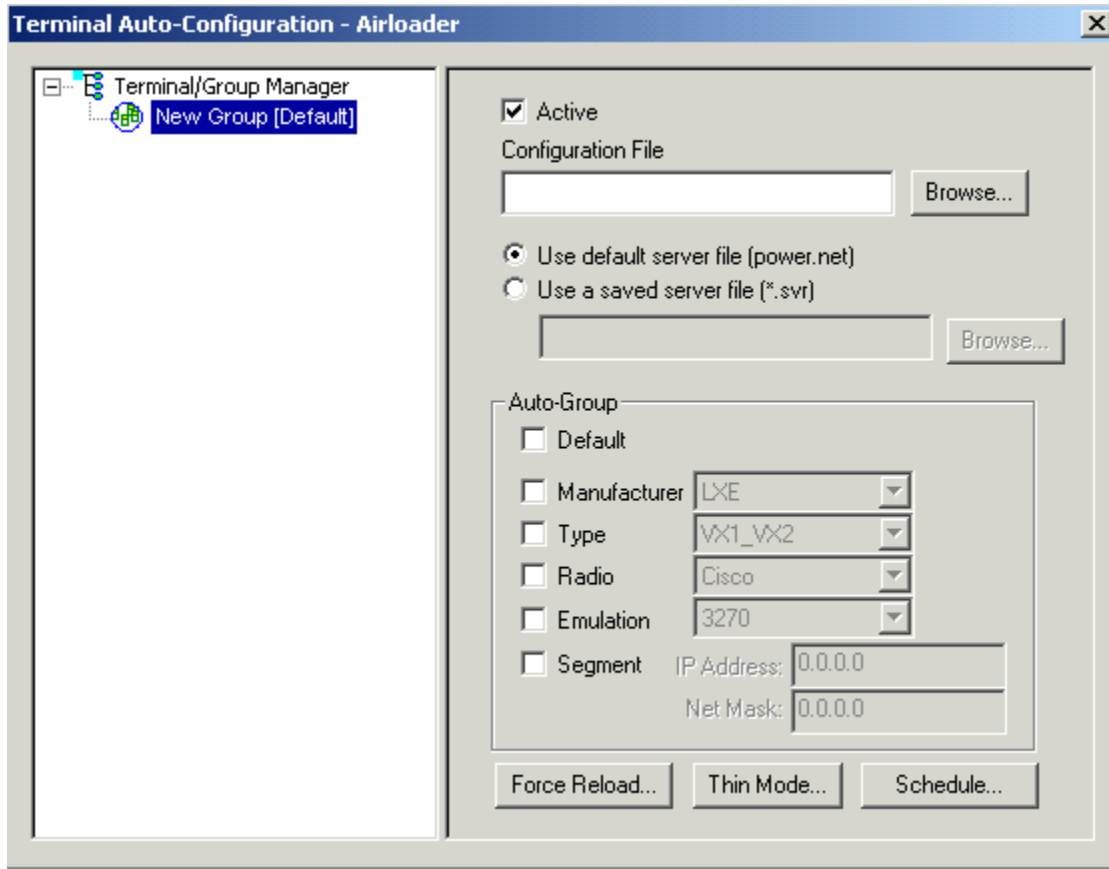 Terminal Auto-Configuration - Airloader
Terminal/Group Manager
New Group [Default]
Active
Configuration File
Browse...
Use default server file (power.net)
Use a saved server file (*.svr)
Browse...
Auto-Group
Default
Manufacturer LXE
Type VX1_VX2
Radio Cisco
Emulation 3270
Segment IP Address: 0.0.0.0
Net Mask: 0.0.0.0
Force Reload... Thin Mode... Schedule...